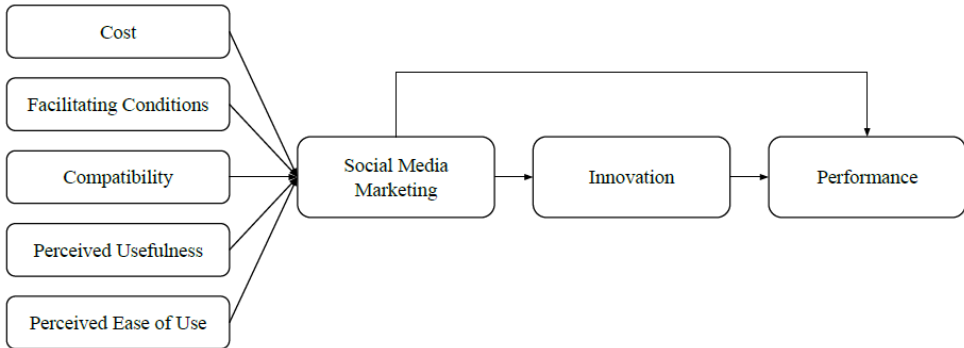 Cost
Facilitating Conditions
Compatibility
Perceived Usefulness
Perceived Ease of Use
Social Media
Marketing
Innovation
Performance